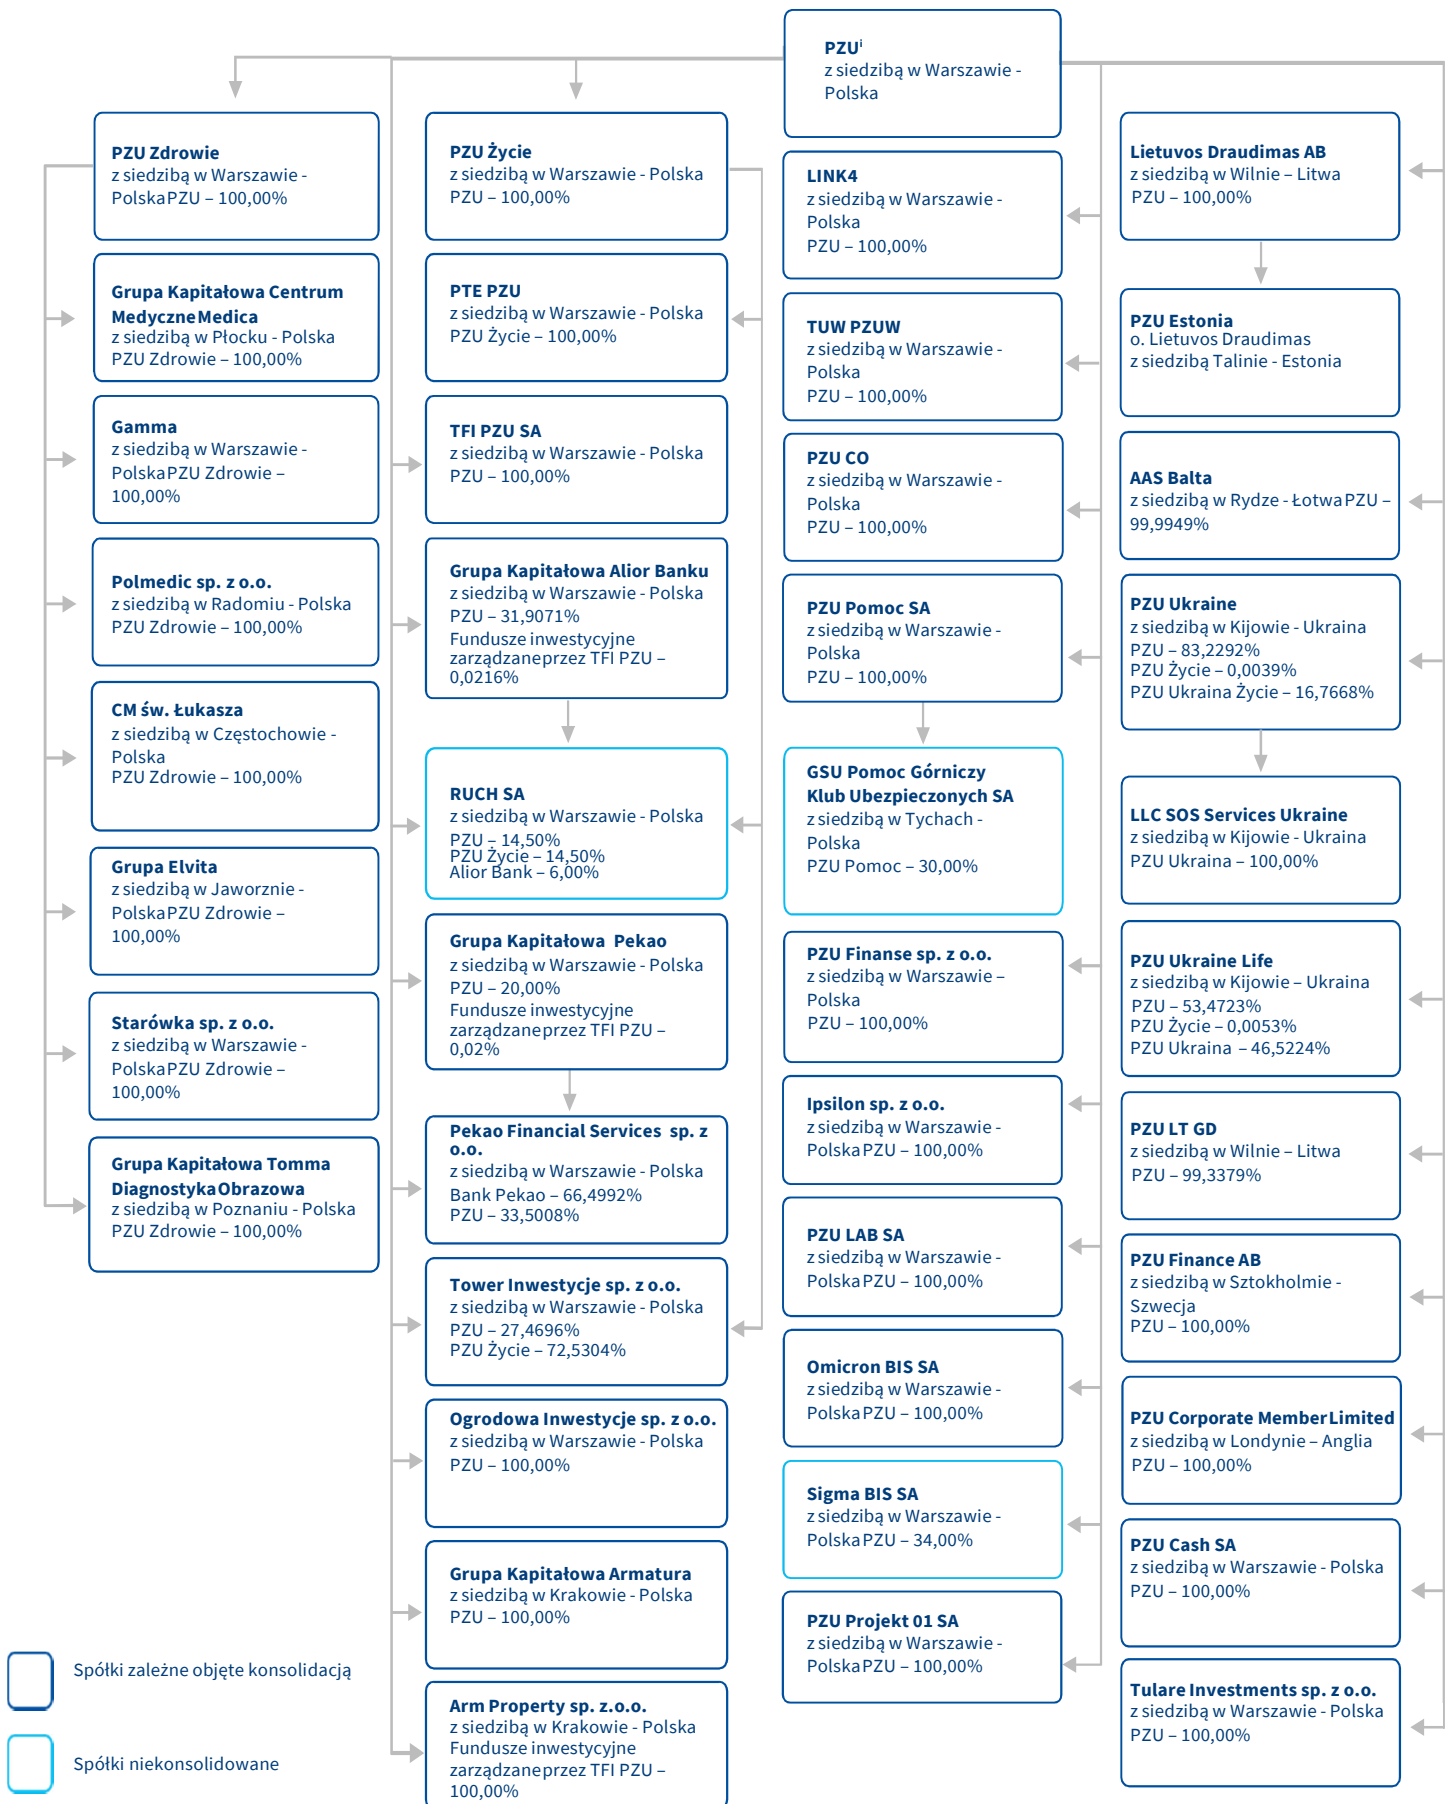 PZUⁱ
z siedzibą w Warszawie -
Polska
PZU Zdrowie
z siedzibą w Warszawie -
PolskaPZU – 100,00%
Grupa Kapitałowa Centrum
MedyczneMedica
z siedzibą w Płocku - Polska
PZU Zdrowie – 100,00%
Gamma
z siedzibą w Warszawie -
PolskaPZU Zdrowie –
100,00%
Polmedic sp. z o.o.
z siedzibą w Radomiu - Polska
PZU Zdrowie – 100,00%
CM św. Łukasza
z siedzibą w Częstochowie -
Polska
PZU Zdrowie – 100,00%
Grupa Elvita
z siedzibą w Jaworznie -
PolskaPZU Zdrowie –
100,00%
Starówka sp. z o.o.
z siedzibą w Warszawie -
PolskaPZU Zdrowie –
100,00%
Grupa Kapitałowa Tomma
DiagnostykaObrazowa
z siedzibą w Poznaniu - Polska
PZU Zdrowie – 100,00%
PZU Życie
z siedzibą w Warszawie - Polska
PZU – 100,00%
PTE PZU
z siedzibą w Warszawie - Polska
PZU Życie – 100,00%
TFI PZU SA
z siedzibą w Warszawie - Polska
PZU – 100,00%
Grupa Kapitałowa Alior Banku
z siedzibą w Warszawie - Polska
PZU – 31,9071%
Fundusze inwestycyjne
zarządzaneprzez TFI PZU –
0,0216%
RUCH SA
z siedzibą w Warszawie - Polska
PZU – 14,50%
PZU Życie – 14,50%
Alior Bank – 6,00%
Grupa Kapitałowa Pekao
z siedzibą w Warszawie - Polska
PZU – 20,00%
Fundusze inwestycyjne
zarządzaneprzez TFI PZU –
0,02%
Pekao Financial Services sp. z
o.o.
z siedzibą w Warszawie - Polska
Bank Pekao – 66,4992%
PZU – 33,5008%
Tower Inwestycje sp. z o.o.
z siedzibą w Warszawie - Polska
PZU – 27,4696%
PZU Życie – 72,5304%
Ogrodowa Inwestycje sp. z o.o.
z siedzibą w Warszawie - Polska
PZU – 100,00%
Grupa Kapitałowa Armatura
z siedzibą w Krakowie - Polska
PZU – 100,00%
Arm Property sp. z.o.o.
z siedzibą w Krakowie - Polska
Fundusze inwestycyjne
zarządzaneprzez TFI PZU –
100,00%
LINK4
z siedzibą w Warszawie -
Polska
PZU – 100,00%
TUW PZUW
z siedzibą w Warszawie -
Polska
PZU – 100,00%
PZU CO
z siedzibą w Warszawie -
Polska
PZU – 100,00%
PZU Pomoc SA
z siedzibą w Warszawie -
Polska
PZU – 100,00%
GSU Pomoc Górniczy
Klub Ubezpieczonych SA
z siedzibą w Tychach -
Polska
PZU Pomoc – 30,00%
PZU Finanse sp. z o.o.
z siedzibą w Warszawie –
Polska
PZU – 100,00%
Ipsilon sp. z o.o.
z siedzibą w Warszawie -
PolskaPZU – 100,00%
PZU LAB SA
z siedzibą w Warszawie -
PolskaPZU – 100,00%
Omicron BIS SA
z siedzibą w Warszawie -
PolskaPZU – 100,00%
Sigma BIS SA
z siedzibą w Warszawie -
PolskaPZU – 34,00%
PZU Projekt 01 SA
z siedzibą w Warszawie -
PolskaPZU – 100,00%
Lietuvos Draudimas AB
z siedzibą w Wilnie – Litwa
PZU – 100,00%
PZU Estonia
o. Lietuvos Draudimas
z siedzibą Talinie - Estonia
AAS Balta
z siedzibą w Rydze - ŁotwaPZU –
99,9949%
PZU Ukraine
z siedzibą w Kijowie - Ukraina
PZU – 83,2292%
PZU Życie – 0,0039%
PZU Ukraina Życie – 16,7668%
LLC SOS Services Ukraine
z siedzibą w Kijowie - Ukraina
PZU Ukraina – 100,00%
PZU Ukraine Life
z siedzibą w Kijowie – Ukraina
PZU – 53,4723%
PZU Życie – 0,0053%
PZU Ukraina – 46,5224%
PZU LT GD
z siedzibą w Wilnie – Litwa
PZU – 99,3379%
PZU Finance AB
z siedzibą w Sztokholmie -
Szwecja
PZU – 100,00%
PZU Corporate MemberLimited
z siedzibą w Londynie – Anglia
PZU – 100,00%
PZU Cash SA
z siedzibą w Warszawie - Polska
PZU – 100,00%
Tulare Investments sp. z o.o.
z siedzibą w Warszawie - Polska
PZU – 100,00%
Spółki zależne objęte konsolidacją
Spółki niekonsolidowane